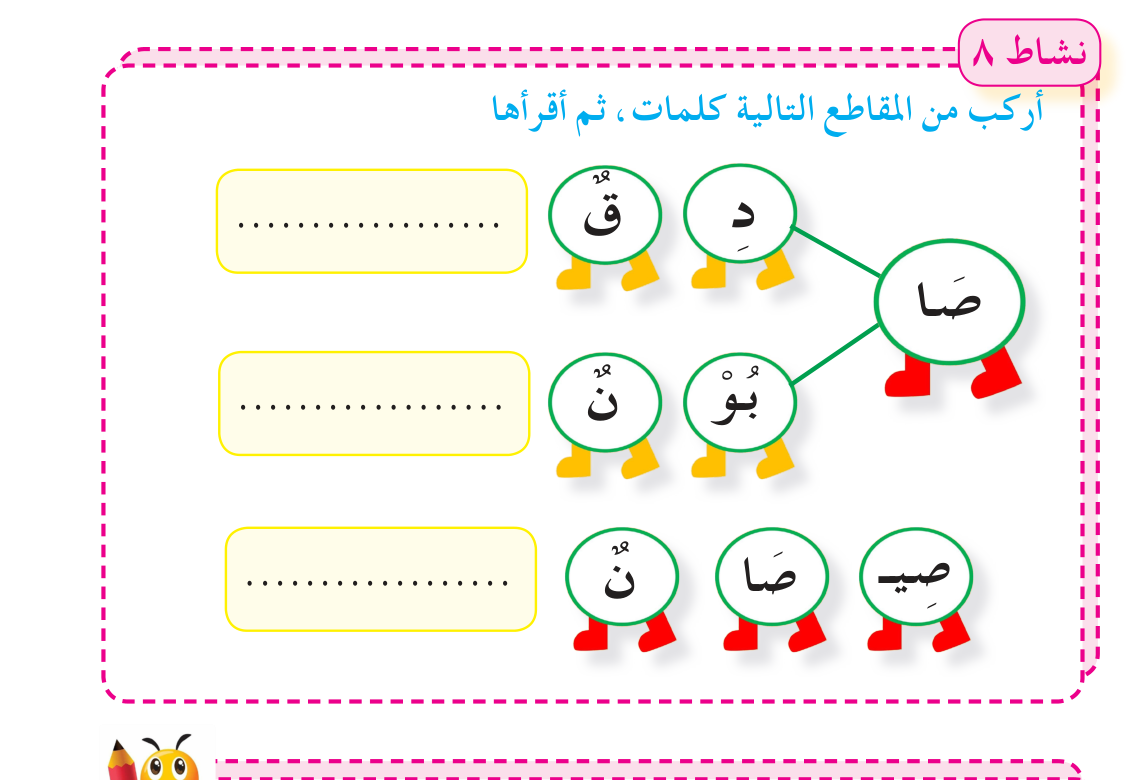 نشاط ٨
أركب من المقاطع التالية كلمات، ثم أقرأها
صَا
دِ قٌ ..................
بُوْ نٌ ..................
صِيـ صَا نٌ ..................